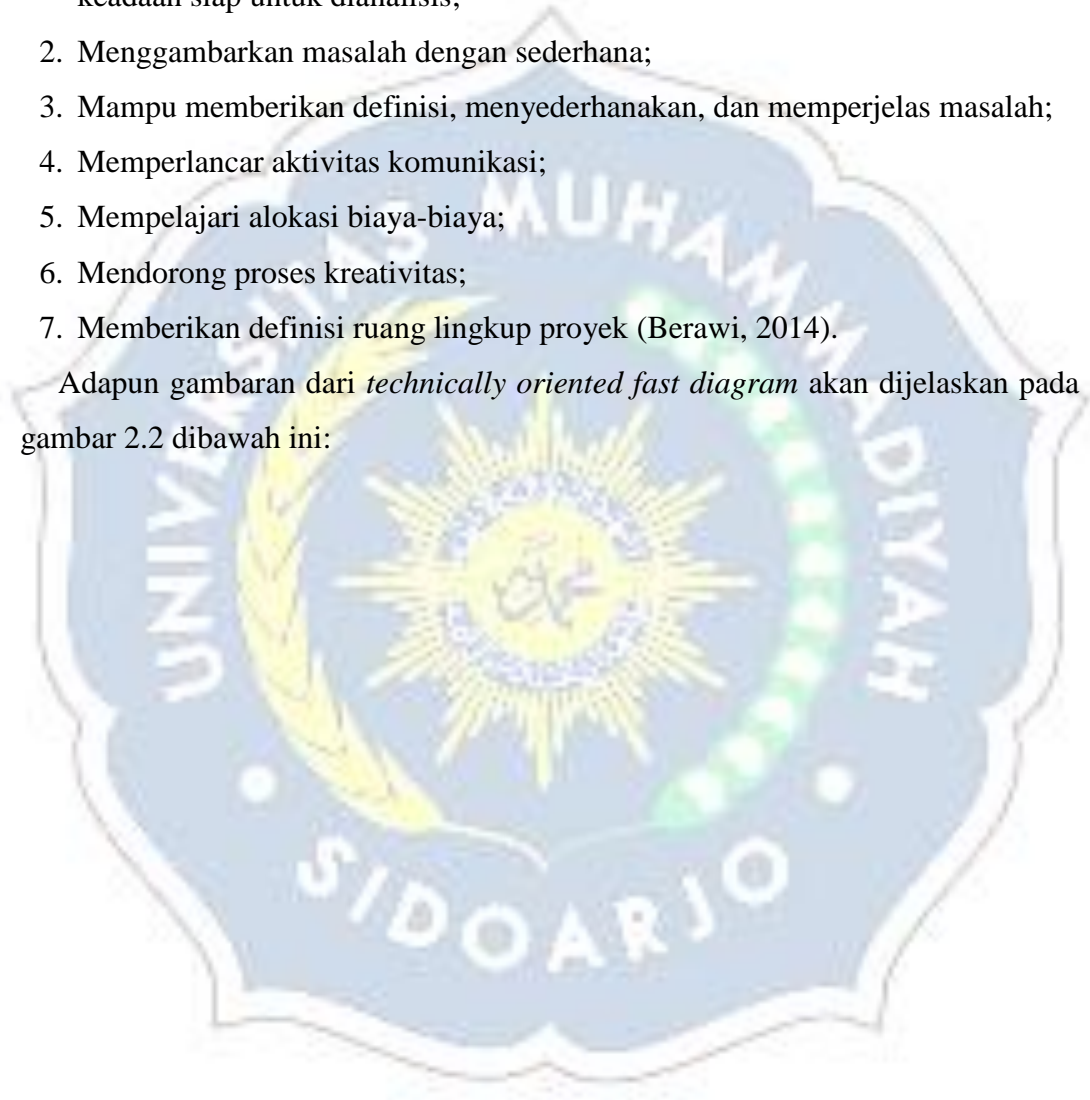 keadaan siap untuk dianalisis;
2. Menggambarkan masalah dengan sederhana;
3. Mampu memberikan definisi, menyederhanakan, dan memperjelas masalah;
4. Memperlancar aktivitas komunikasi;
5. Mempelajari alokasi biaya-biaya;
6. Mendorong proses kreativitas;
7. Memberikan definisi ruang lingkup proyek (Berawi, 2014).
Adapun gambaran dari technically oriented fast diagram akan dijelaskan pada
gambar 2.2 dibawah ini:
UNIVERSITAS MUHAMMADIYAH
SIDOARJO